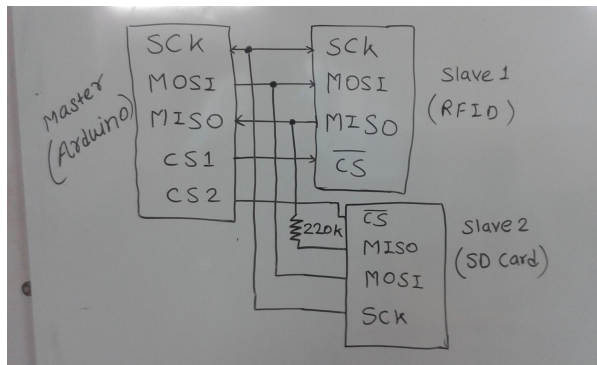 Master
(Arduino)
SCK
MOSI
MISO
CS1
CS2
SCK
MOSI
MISO
CS
Slave 1
(RFID)
220k
CS
MISO
MOSI
SCK
Slave 2
(SD Card)